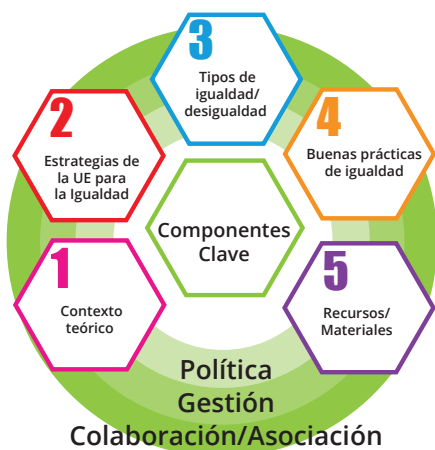 1
Contexto
teórico
2
Estrategias de
la UE para
la Igualdad
3
Tipos de
igualdad/
desigualdad
4
Buenas prácticas
de igualdad
5
Recursos/
Materiales
Componentes
Clave
Política
Gestión
Colaboración/Asociación